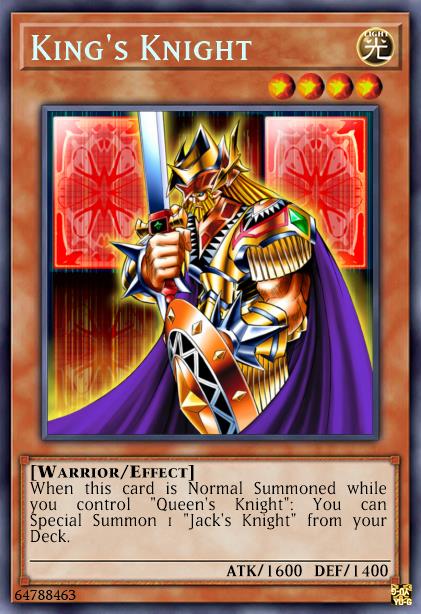 King's Knight
LIGHT
光
[Warrior/Effect]
When this card is Normal Summoned while
you control "Queen's Knight": You can
Special Summon 1 "Jack's Knight" from your
Deck.
ATK/1600 DEF/1400
64788463